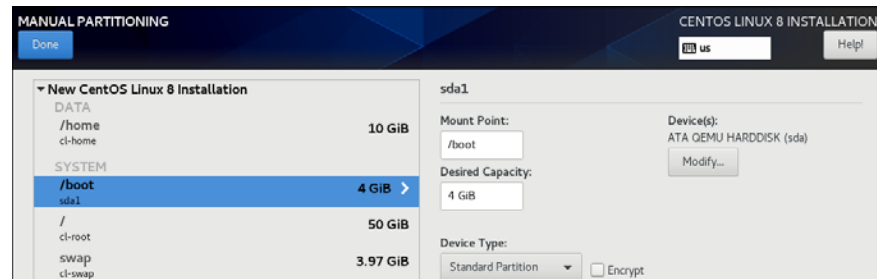 MANUAL PARTITIONING
CENTOS LINUX 8 INSTALLATION
Done
us
Help!
New CentOS Linux 8 Installation
DATA
/home
10 GiB
cl-home
SYSTEM
/boot
4 GiB
sda1
/
50 GiB
cl-root
swap
3.97 GiB
cl-swap
sda1
Mount Point:
/boot
Desired Capacity:
4 GiB
Device(s):
ATA QEMU HARDDISK (sda)
Modify...
Device Type:
Standard Partition
Encrypt